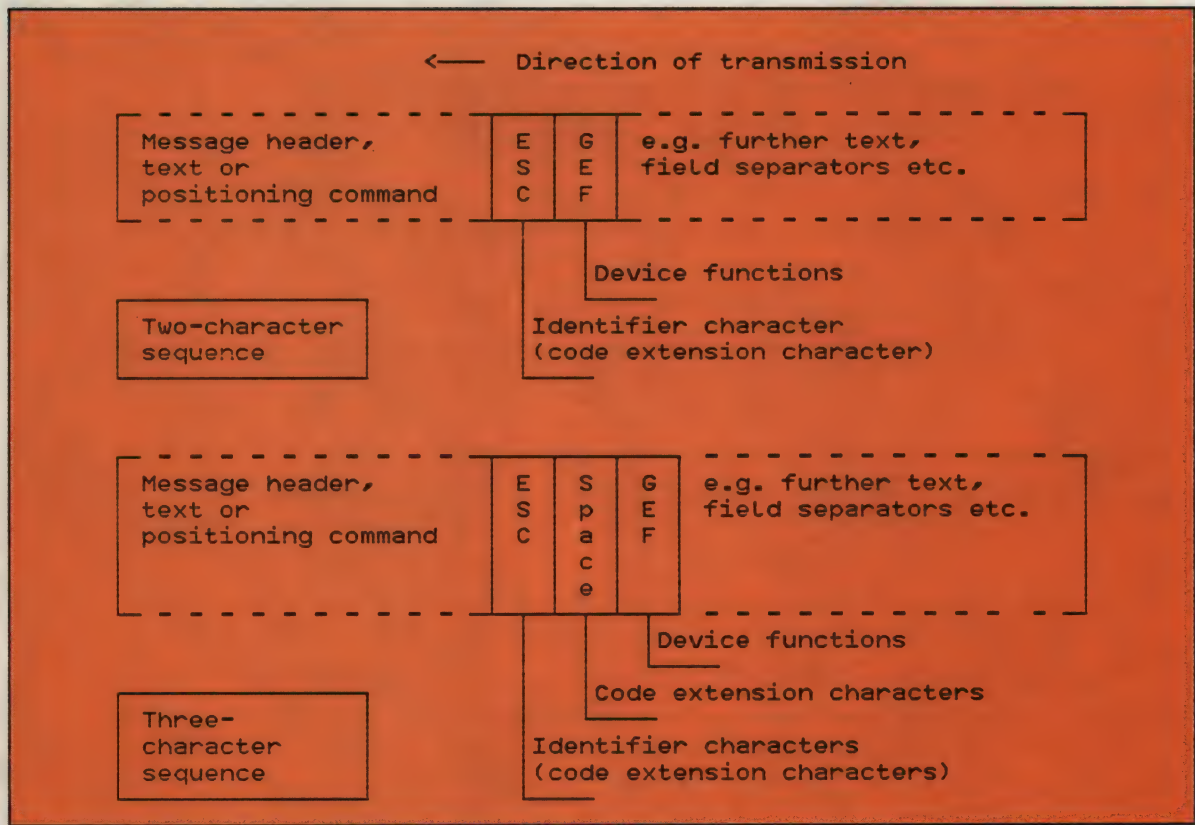 <— Direction of transmission
Message header,
text or
positioning command
E
S
C
G
E
F
e.g. further text,
field separators etc.
Device functions
Two-character
sequence
Identifier character
(code extension character)
Message header,
text or
positioning command
E
S
C
S
p
a
c
e
G
E
F
e.g. further text,
field separators etc.
Device functions
Code extension characters
Three-
character
sequence
Identifier characters
(code extension characters)